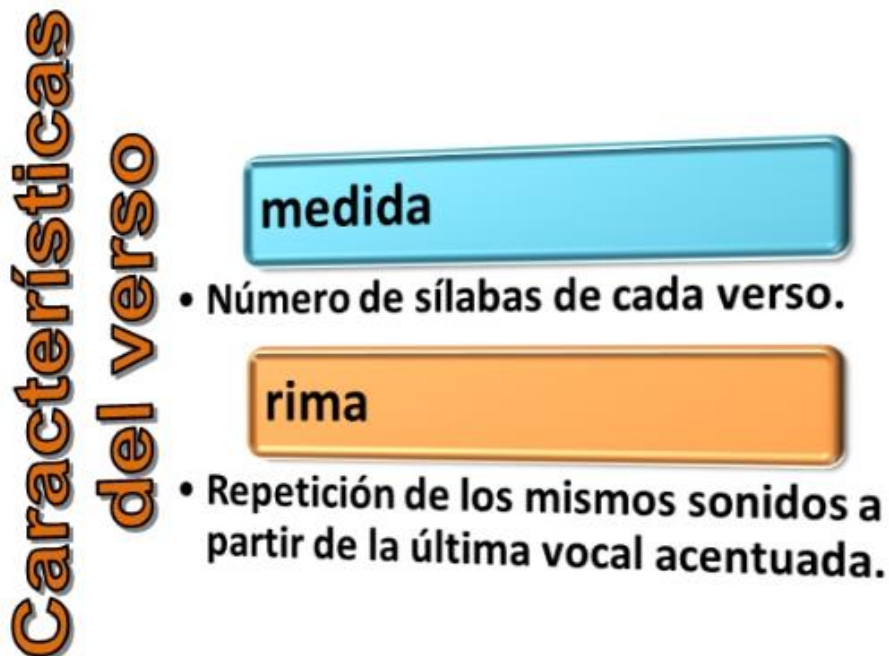 Características
del verso
medida
• Número de sílabas de cada verso.
rima
• Repetición de los mismos sonidos a
partir de la última vocal acentuada.